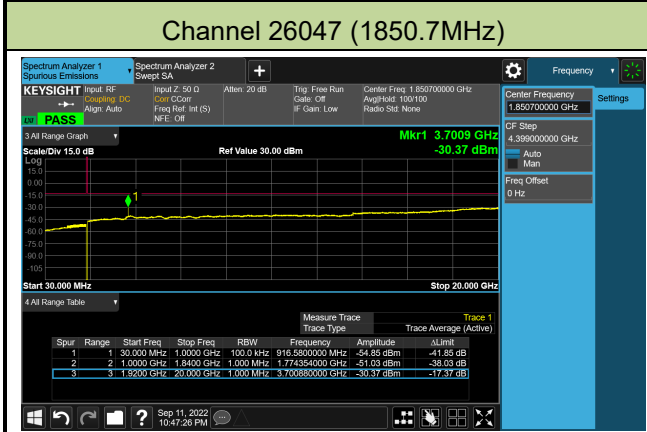 Channel 26047 (1850.7MHz)
Spectrum Analyzer 1
Spurious Emissions
Spectrum Analyzer 2
Swept SA
Frequency
KEYSIGHT
Input: RF
Coupling: DC
Align: Auto
Input Z: 50 Ω
Corr CCorr
Freq Ref: Int (S)
NFE: Off
Atten: 20 dB
Trig: Free Run
Gate: Off
IF Gain: Low
Center Freq: 1.850700000 GHz
Avg|Hold: 100/100
Radio Std: None
PASS
Center Frequency
1.850700000 GHz
Settings
CF Step
4.399000000 GHz
Auto
Man
Freq Offset
0 Hz
3 All Range Graph
Mkr1 3.7009 GHz
-30.37 dBm
Scale/Div 15.0 dB
Ref Value 30.00 dBm
Log
15.0
0.00
-15.0
-30.0
-45.0
-60.0
-75.0
-90.0
-105
1
Start 30.000 MHz
Stop 20.000 GHz
4 All Range Table
Measure Trace Trace 1
Trace Type Trace Average (Active)
Spur Range Start Freq Stop Freq RBW Frequency Amplitude ΔLimit
1 1 30.000 MHz 1.0000 GHz 100.0 kHz 916.5800000 MHz -54.85 dBm -41.85 dB
2 2 1.0000 GHz 1.8400 GHz 1.000 MHz 1.774354000 GHz -51.03 dBm -38.03 dB
3 3 1.9200 GHz 20.000 GHz 1.000 MHz 3.700880000 GHz -30.37 dBm -17.37 dB
Sep 11, 2022
10:47:26 PM